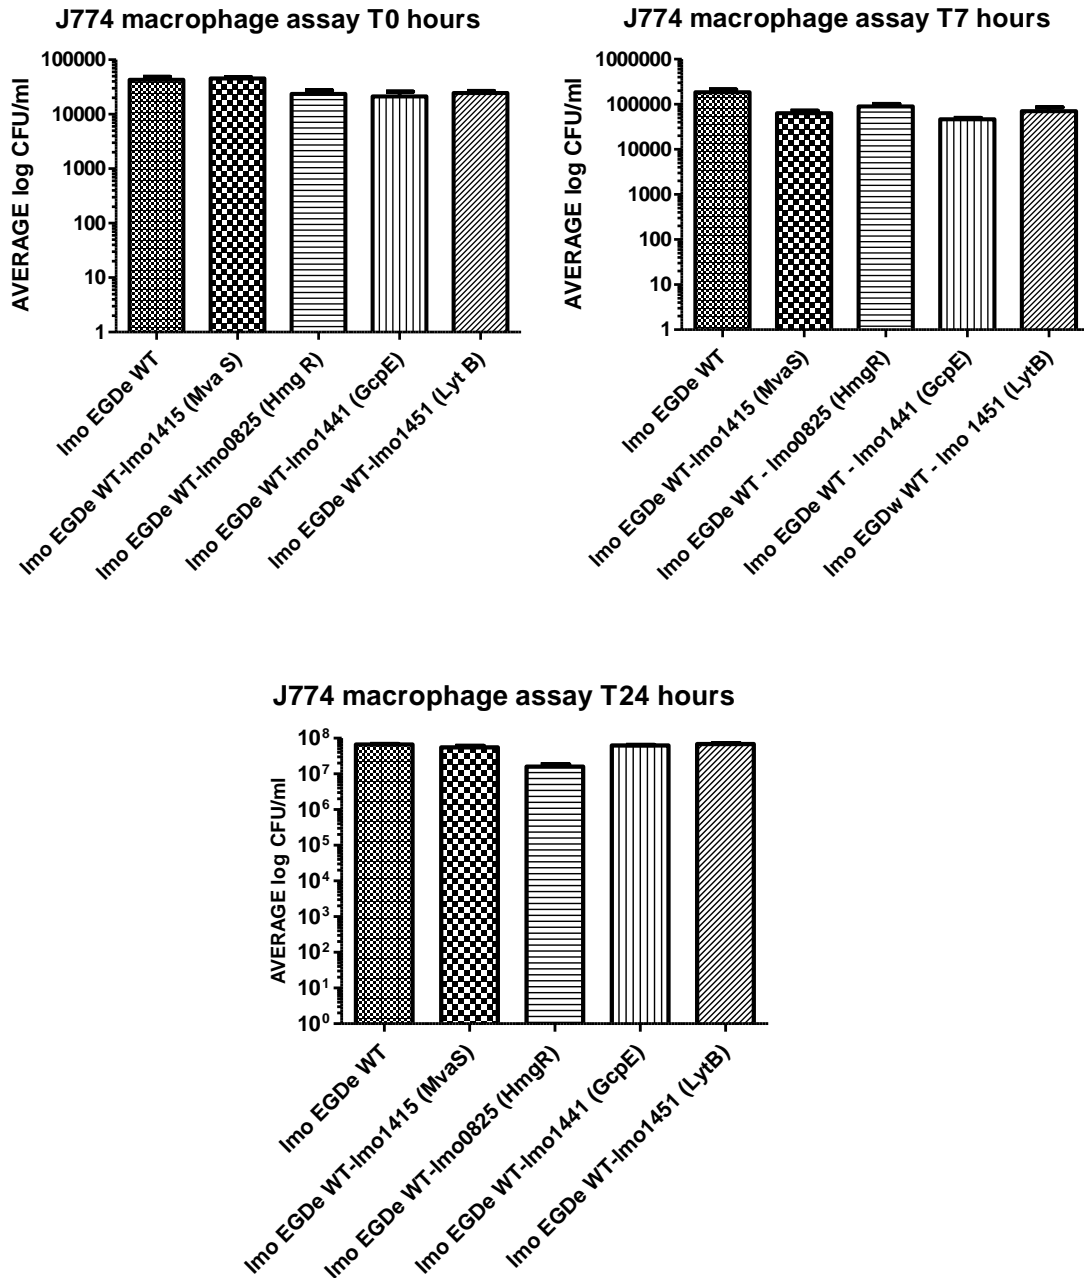 J774 macrophage assay T0 hours
AVERAGE log CFU/ml
100000
10000
1000
100
10
1
lmo EGDe WT
lmo EGDe WT-lmo1415 (Mva S)
lmo EGDe WT-lmo0825 (Hmg R)
lmo EGDe WT-lmo1441 (GcpE)
lmo EGDe WT-lmo1451 (Lyt B)
J774 macrophage assay T7 hours
AVERAGE log CFU/ml
1000000
100000
10000
1000
100
10
1
lmo EGDe WT
lmo EGDe WT-lmo1415 (MvaS)
lmo EGDe WT - lmo0825 (HmgR)
lmo EGDe WT - lmo1441 (GcpE)
lmo EGDw WT - lmo 1451 (LytB)
J774 macrophage assay T24 hours
AVERAGE log CFU/ml
10⁸
10⁷
10⁶
10⁵
10⁴
10³
10²
10¹
10⁰
lmo EGDe WT
lmo EGDe WT-lmo1415 (MvaS)
lmo EGDe WT-lmo0825 (HmgR)
lmo EGDe WT-lmo1441 (GcpE)
lmo EGDe WT-lmo1451 (LytB)